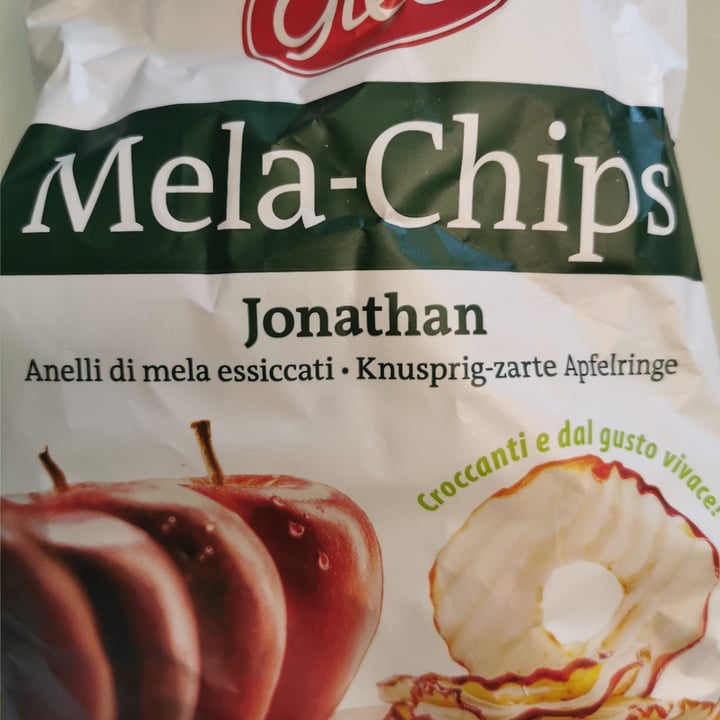 Mela-Chips
Jonathan
Anelli di mela essiccati • Knusprig-zarte Apfelringe
Croccanti e dal gusto vivace!